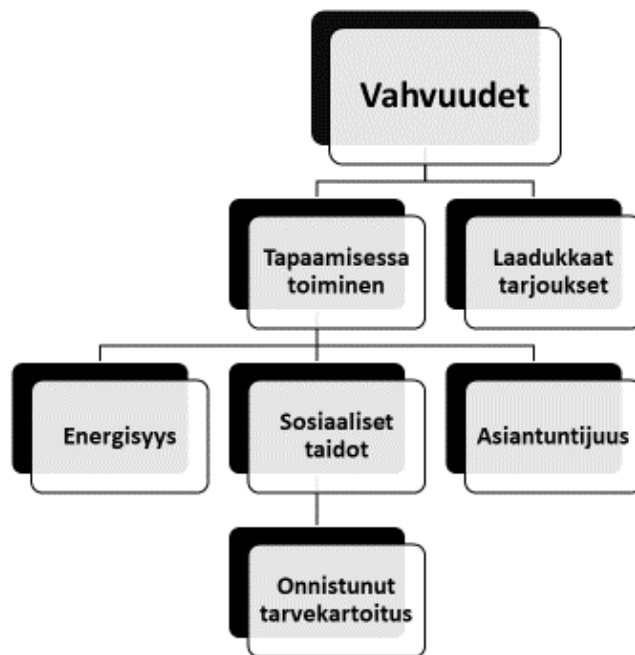 Vahvuudet
Tapaamisessa
toiminen
Laadukkaat
tarjoukset
Energisyys
Sosiaaliset
taidot
Asiantuntijuus
Onnistunut
tarvekartoitus